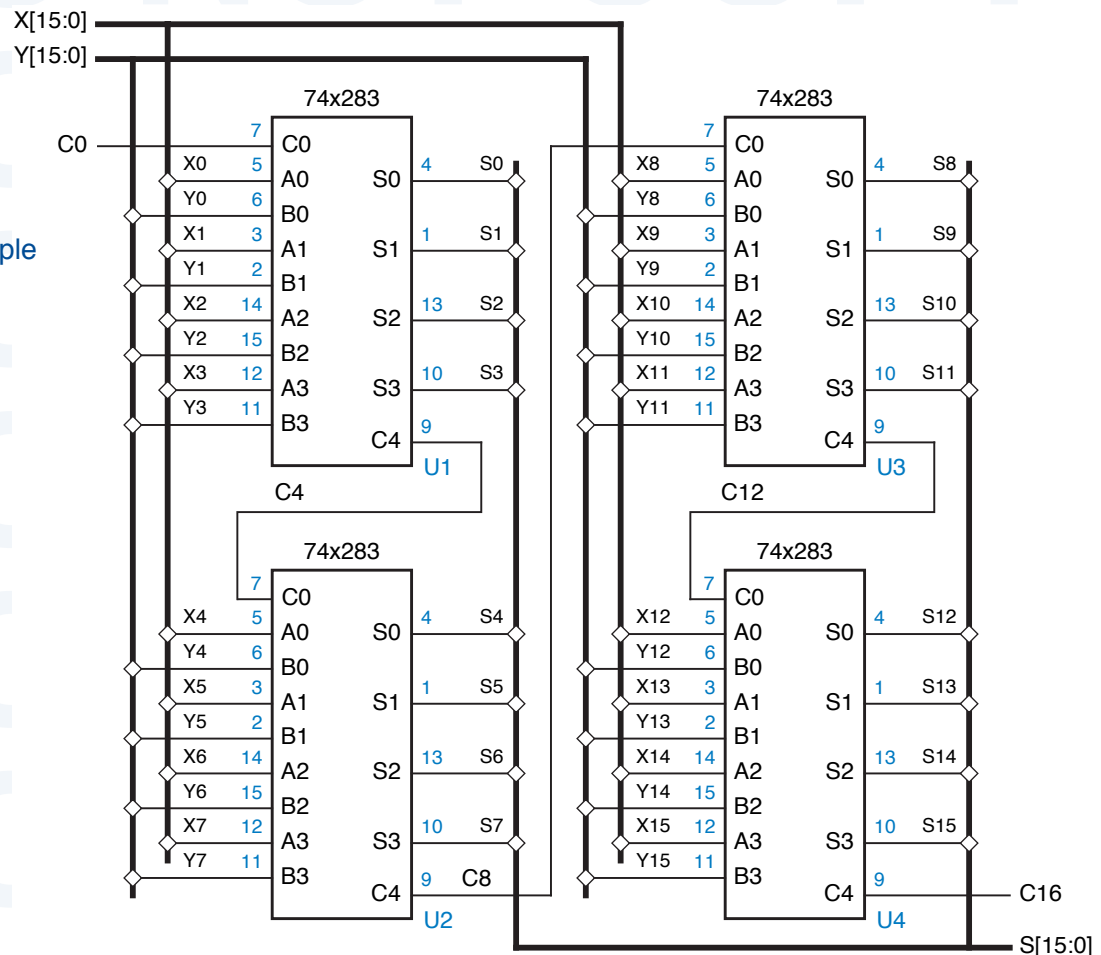 X[15:0]
Y[15:0]
ple
C0
74x283
7 C0
X0 5 A0 S0 4 S0
Y0 6 B0
X1 3 A1 S1 1 S1
Y1 2 B1
X2 14 A2 S2 13 S2
Y2 15 B2
X3 12 A3 S3 10 S3
Y3 11 B3
C4 9
U1
C4
74x283
7 C0
X4 5 A0 S0 4 S4
Y4 6 B0
X5 3 A1 S1 1 S5
Y5 2 B1
X6 14 A2 S2 13 S6
Y6 15 B2
X7 12 A3 S3 10 S7
Y7 11 B3
C4 9 C8
U2
74x283
7 C0
X8 5 A0 S0 4 S8
Y8 6 B0
X9 3 A1 S1 1 S9
Y9 2 B1
X10 14 A2 S2 13 S10
Y10 15 B2
X11 12 A3 S3 10 S11
Y11 11 B3
C4 9
U3
C12
74x283
7 C0
X12 5 A0 S0 4 S12
Y12 6 B0
X13 3 A1 S1 1 S13
Y13 2 B1
X14 14 A2 S2 13 S14
Y14 15 B2
X15 12 A3 S3 10 S15
Y15 11 B3
C4 9 C16
U4
S[15:0]